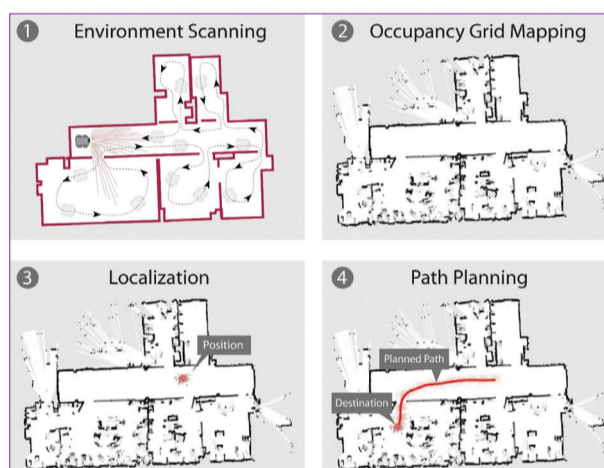 1 Environment Scanning
2 Occupancy Grid Mapping
3 Localization
Position
4 Path Planning
Planned Path
Destination